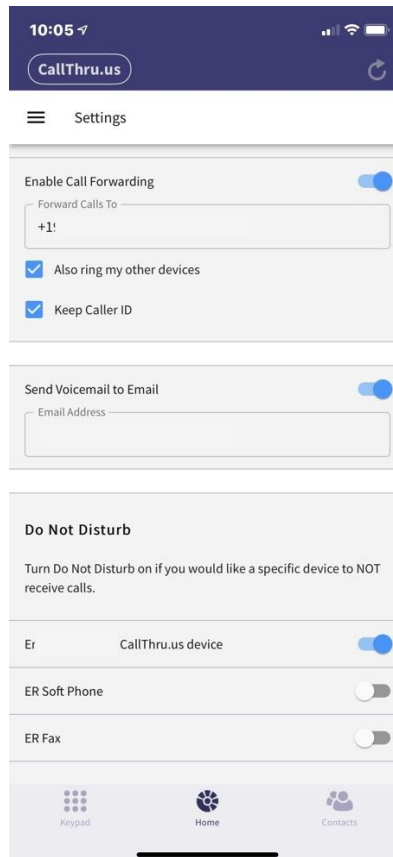 10:05
CallThru.us
Settings
Enable Call Forwarding
Forward Calls To
Also ring my other devices
Keep Caller ID
Send Voicemail to Email
Email Address
Do Not Disturb
Turn Do Not Disturb on if you would like a specific device to NOT
receive calls.
CallThru.us device
ER Soft Phone
ER Fax
Keypad Home Contacts